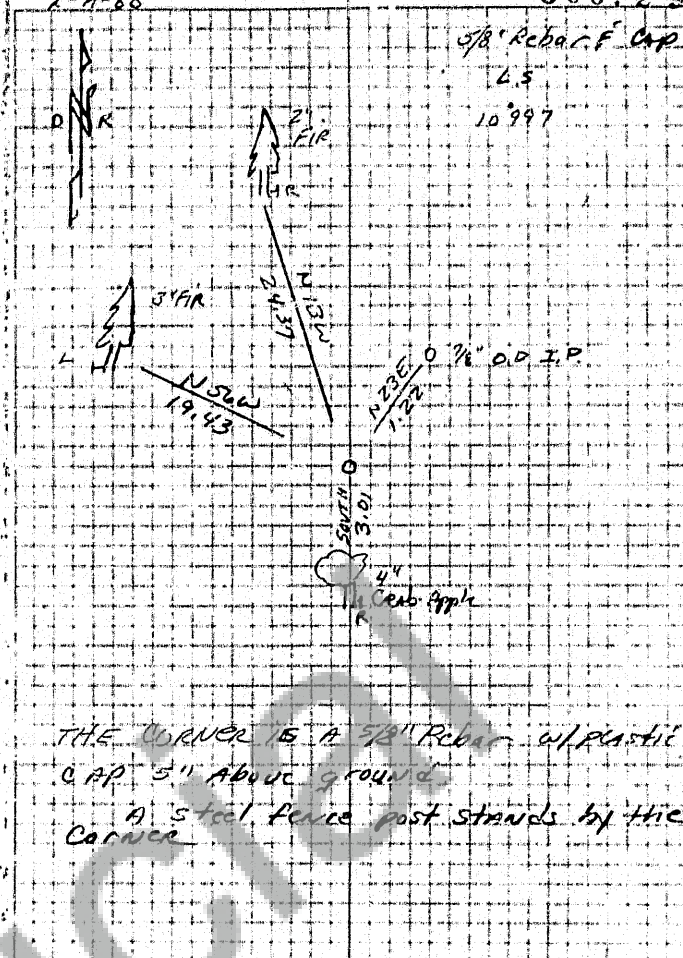 5/8" Rebar & Cap
L.S
10997
D R
2"
FIR
R
3" FIR
L
N13W
24.37
N56W
19.43
N23E
1.22
O 7/8" O.D I.P.
SOUTH
3.01
4"
Crab Apple
R
THE CORNER IS A 5/8" Rebar w/ plastic
CAP 5" Above ground.
A steel fence post stands by the
Corner